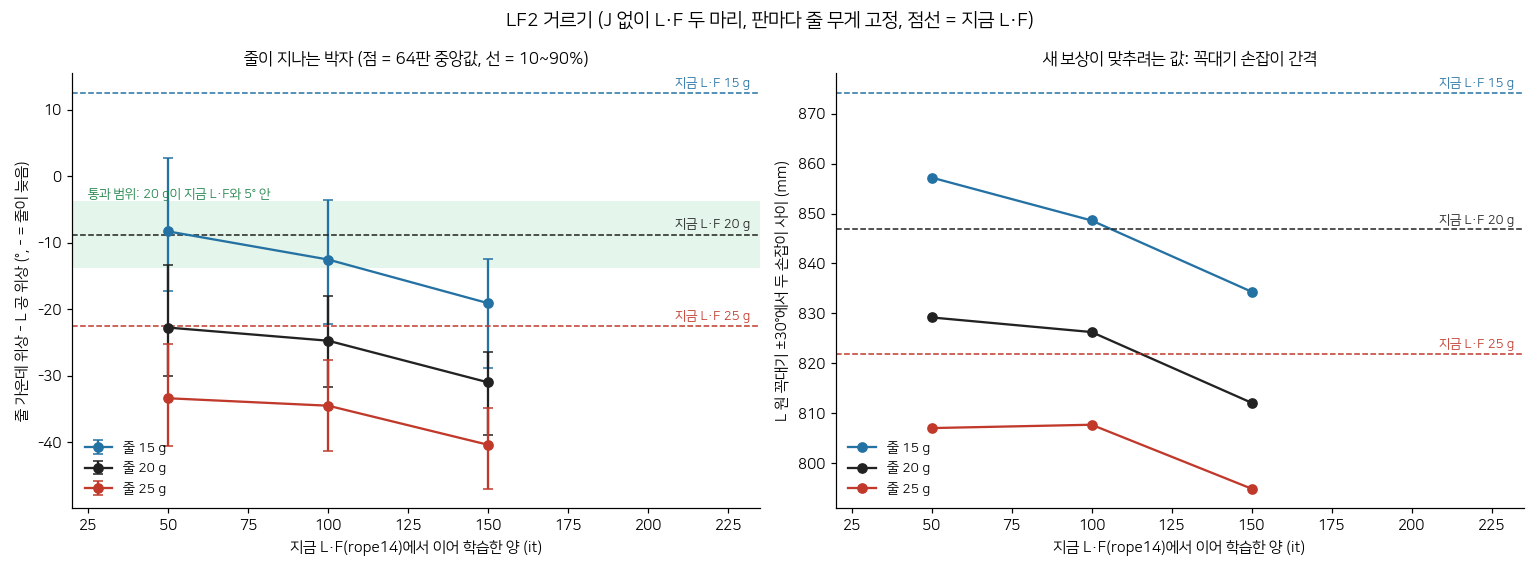 LF2 거르기 (J 없이 L·F 두 마리, 판마다 줄 무게 고정, 점선 = 지금 L·F)
줄이 지나는 박자 (점 = 64판 중앙값, 선 = 10~90%)
줄 가운데 위상 - L 공 위상 (°, - = 줄이 늦음)
10
0
-10
-20
-30
-40
지금 L·F 15 g
통과 범위: 20 g이 지금 L·F와 5° 안
지금 L·F 20 g
지금 L·F 25 g
줄 15 g
줄 20 g
줄 25 g
25 50 75 100 125 150 175 200 225
지금 L·F(rope14)에서 이어 학습한 양 (it)
새 보상이 맞추려는 값: 꼭대기 손잡이 간격
L 원 꼭대기 ±30°에서 두 손잡이 사이 (mm)
870
860
850
840
830
820
810
800
지금 L·F 15 g
지금 L·F 20 g
지금 L·F 25 g
줄 15 g
줄 20 g
줄 25 g
25 50 75 100 125 150 175 200 225
지금 L·F(rope14)에서 이어 학습한 양 (it)